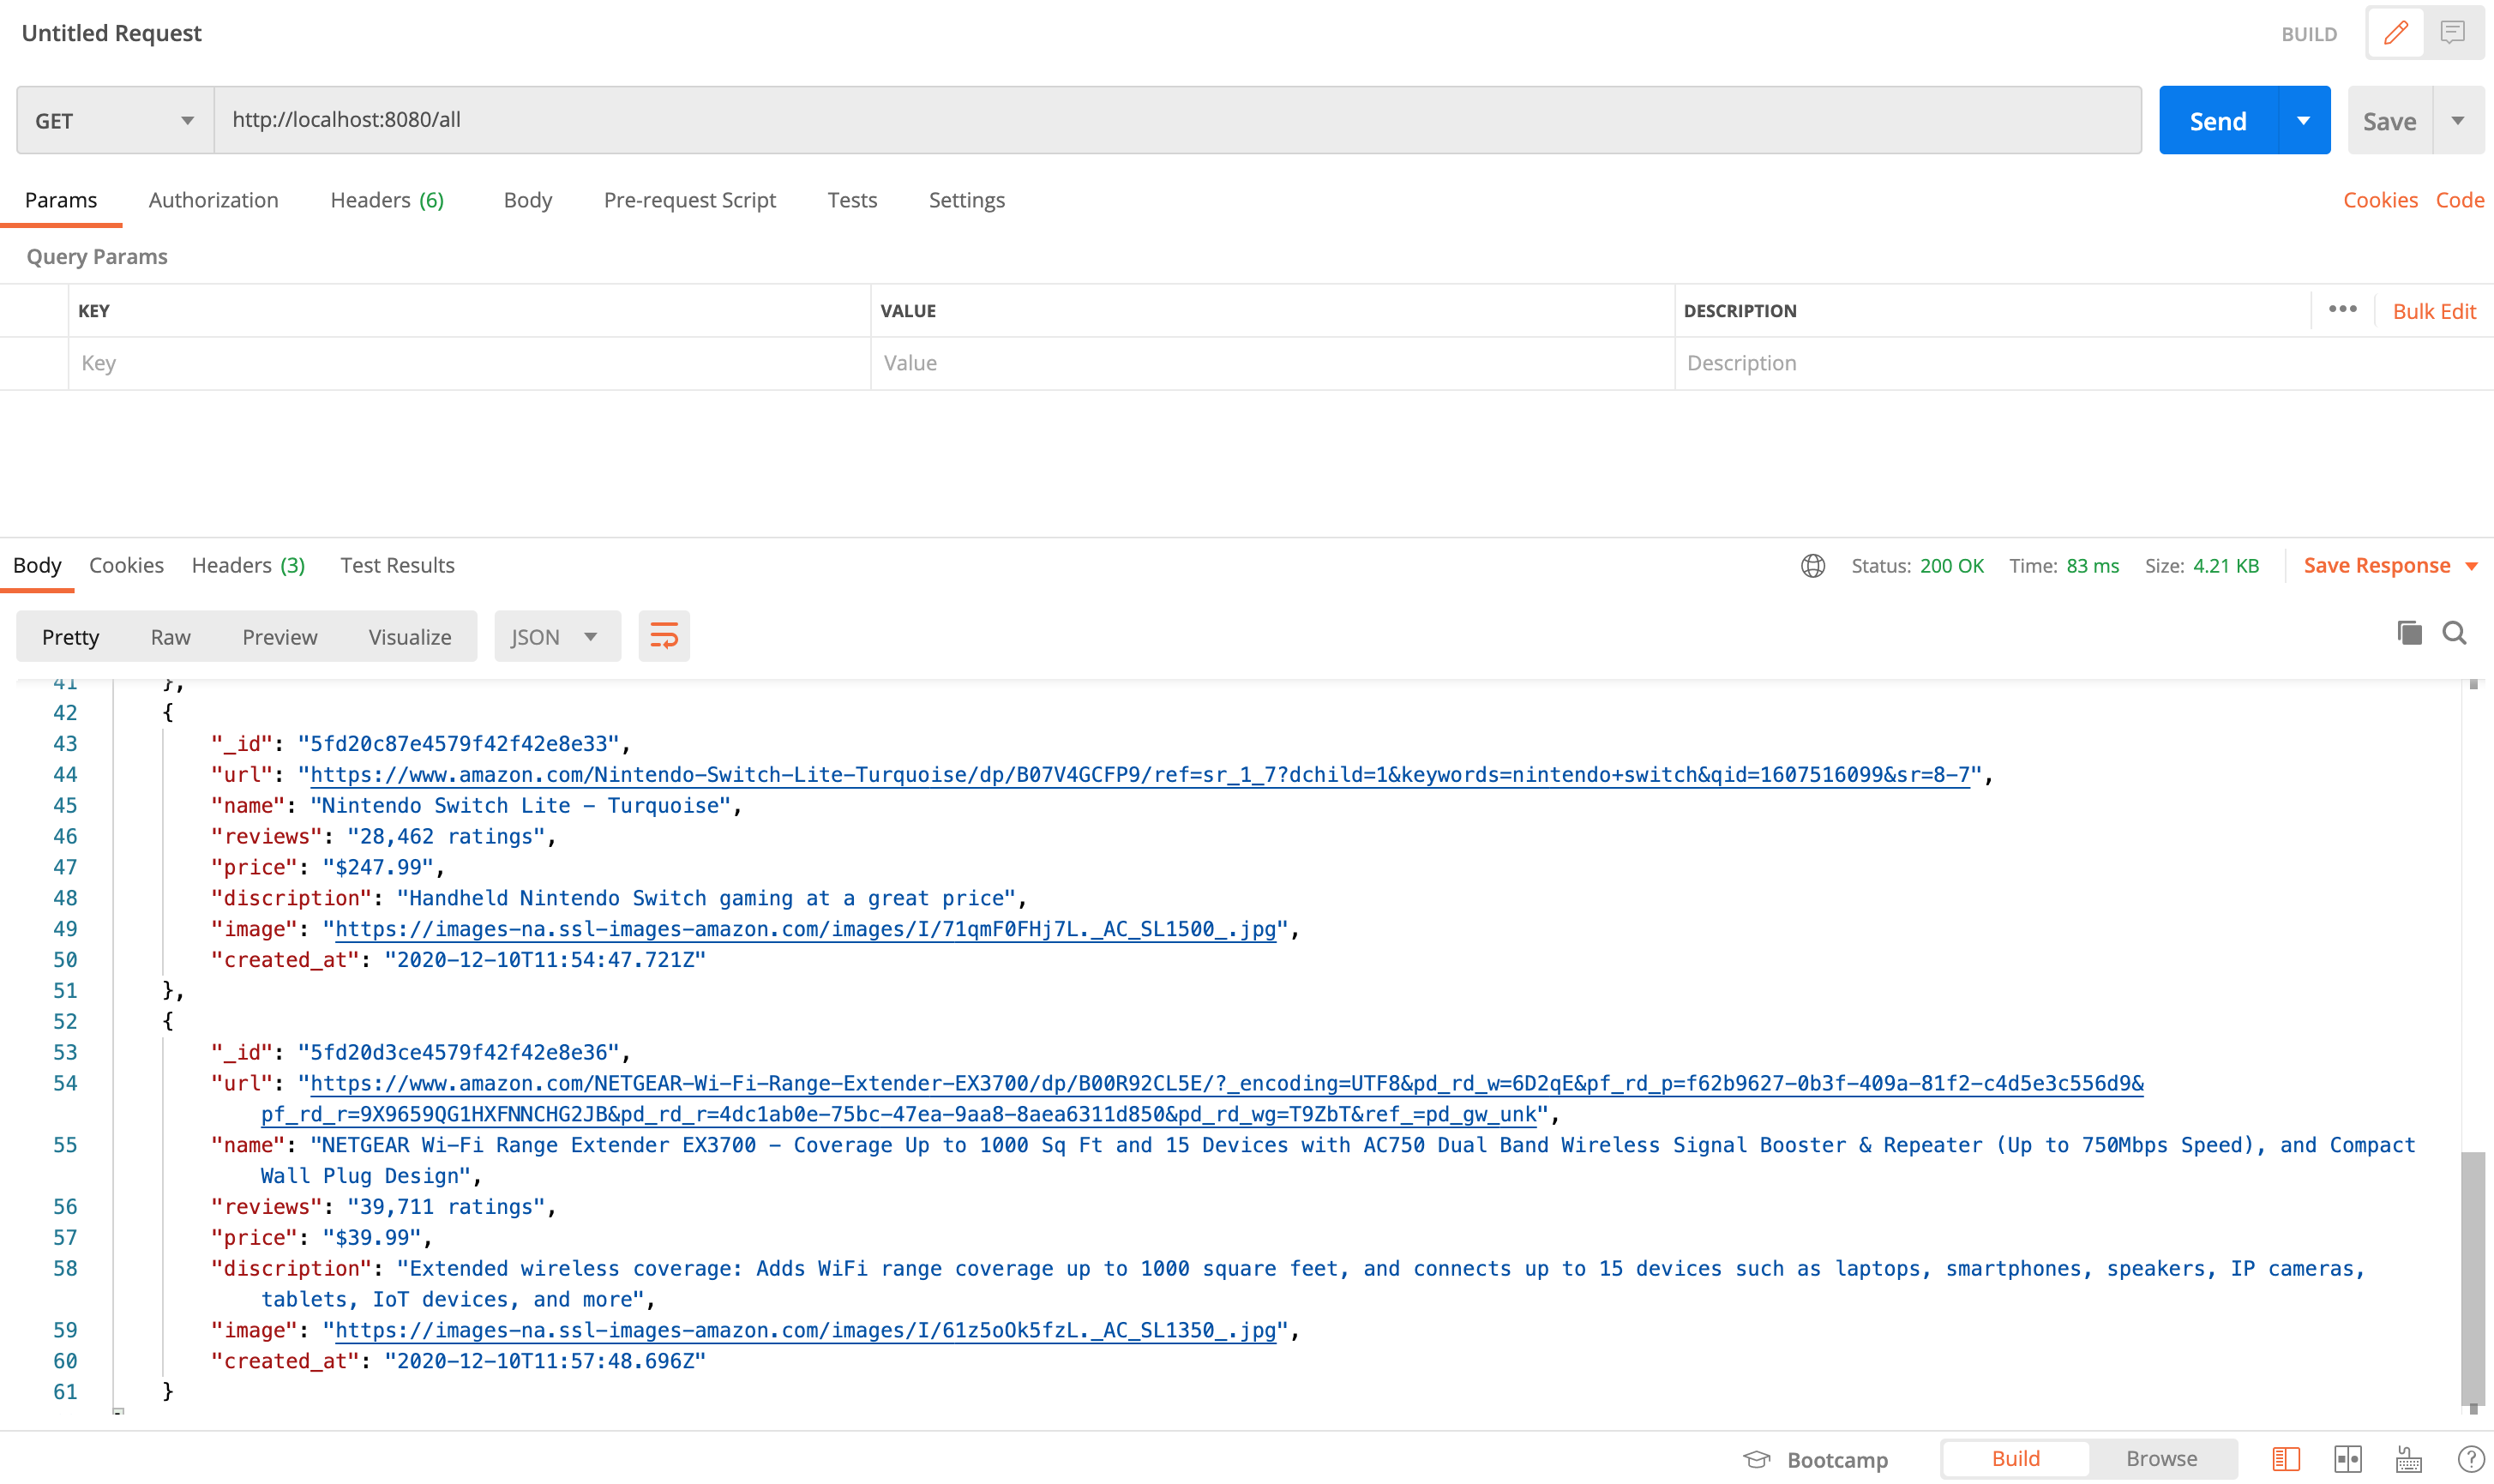 Untitled Request
BUILD
GET
http://localhost:8080/all
Send
Save
Params Authorization Headers (6) Body Pre-request Script Tests Settings
Cookies Code
Query Params
KEY VALUE DESCRIPTION ••• Bulk Edit
Key Value Description
Body Cookies Headers (3) Test Results
Status: 200 OK Time: 83 ms Size: 4.21 KB Save Response
Pretty Raw Preview Visualize JSON
41 },
42 {
43 "_id": "5fd20c87e4579f42f42e8e33",
44 "url": "https://www.amazon.com/Nintendo-Switch-Lite-Turquoise/dp/B07V4GCFP9/ref=sr_1_7?dchild=1&keywords=nintendo+switch&qid=1607516099&sr=8-7",
45 "name": "Nintendo Switch Lite - Turquoise",
46 "reviews": "28,462 ratings",
47 "price": "$247.99",
48 "discription": "Handheld Nintendo Switch gaming at a great price",
49 "image": "https://images-na.ssl-images-amazon.com/images/I/71qmF0FHj7L._AC_SL1500_.jpg",
50 "created_at": "2020-12-10T11:54:47.721Z"
51 },
52 {
53 "_id": "5fd20d3ce4579f42f42e8e36",
54 "url": "https://www.amazon.com/NETGEAR-Wi-Fi-Range-Extender-EX3700/dp/B00R92CL5E/?_encoding=UTF8&pd_rd_w=6D2qE&pf_rd_p=f62b9627-0b3f-409a-81f2-c4d5e3c556d9&
pf_rd_r=9X9659QG1HXFNNCHG2JB&pd_rd_r=4dc1ab0e-75bc-47ea-9aa8-8aea6311d850&pd_rd_wg=T9ZbT&ref_=pd_gw_unk",
55 "name": "NETGEAR Wi-Fi Range Extender EX3700 - Coverage Up to 1000 Sq Ft and 15 Devices with AC750 Dual Band Wireless Signal Booster & Repeater (Up to 750Mbps Speed), and Compact
Wall Plug Design",
56 "reviews": "39,711 ratings",
57 "price": "$39.99",
58 "discription": "Extended wireless coverage: Adds WiFi range coverage up to 1000 square feet, and connects up to 15 devices such as laptops, smartphones, speakers, IP cameras,
tablets, IoT devices, and more",
59 "image": "https://images-na.ssl-images-amazon.com/images/I/61z5oOk5fzL._AC_SL1350_.jpg",
60 "created_at": "2020-12-10T11:57:48.696Z"
61 }
Bootcamp Build Browse ?